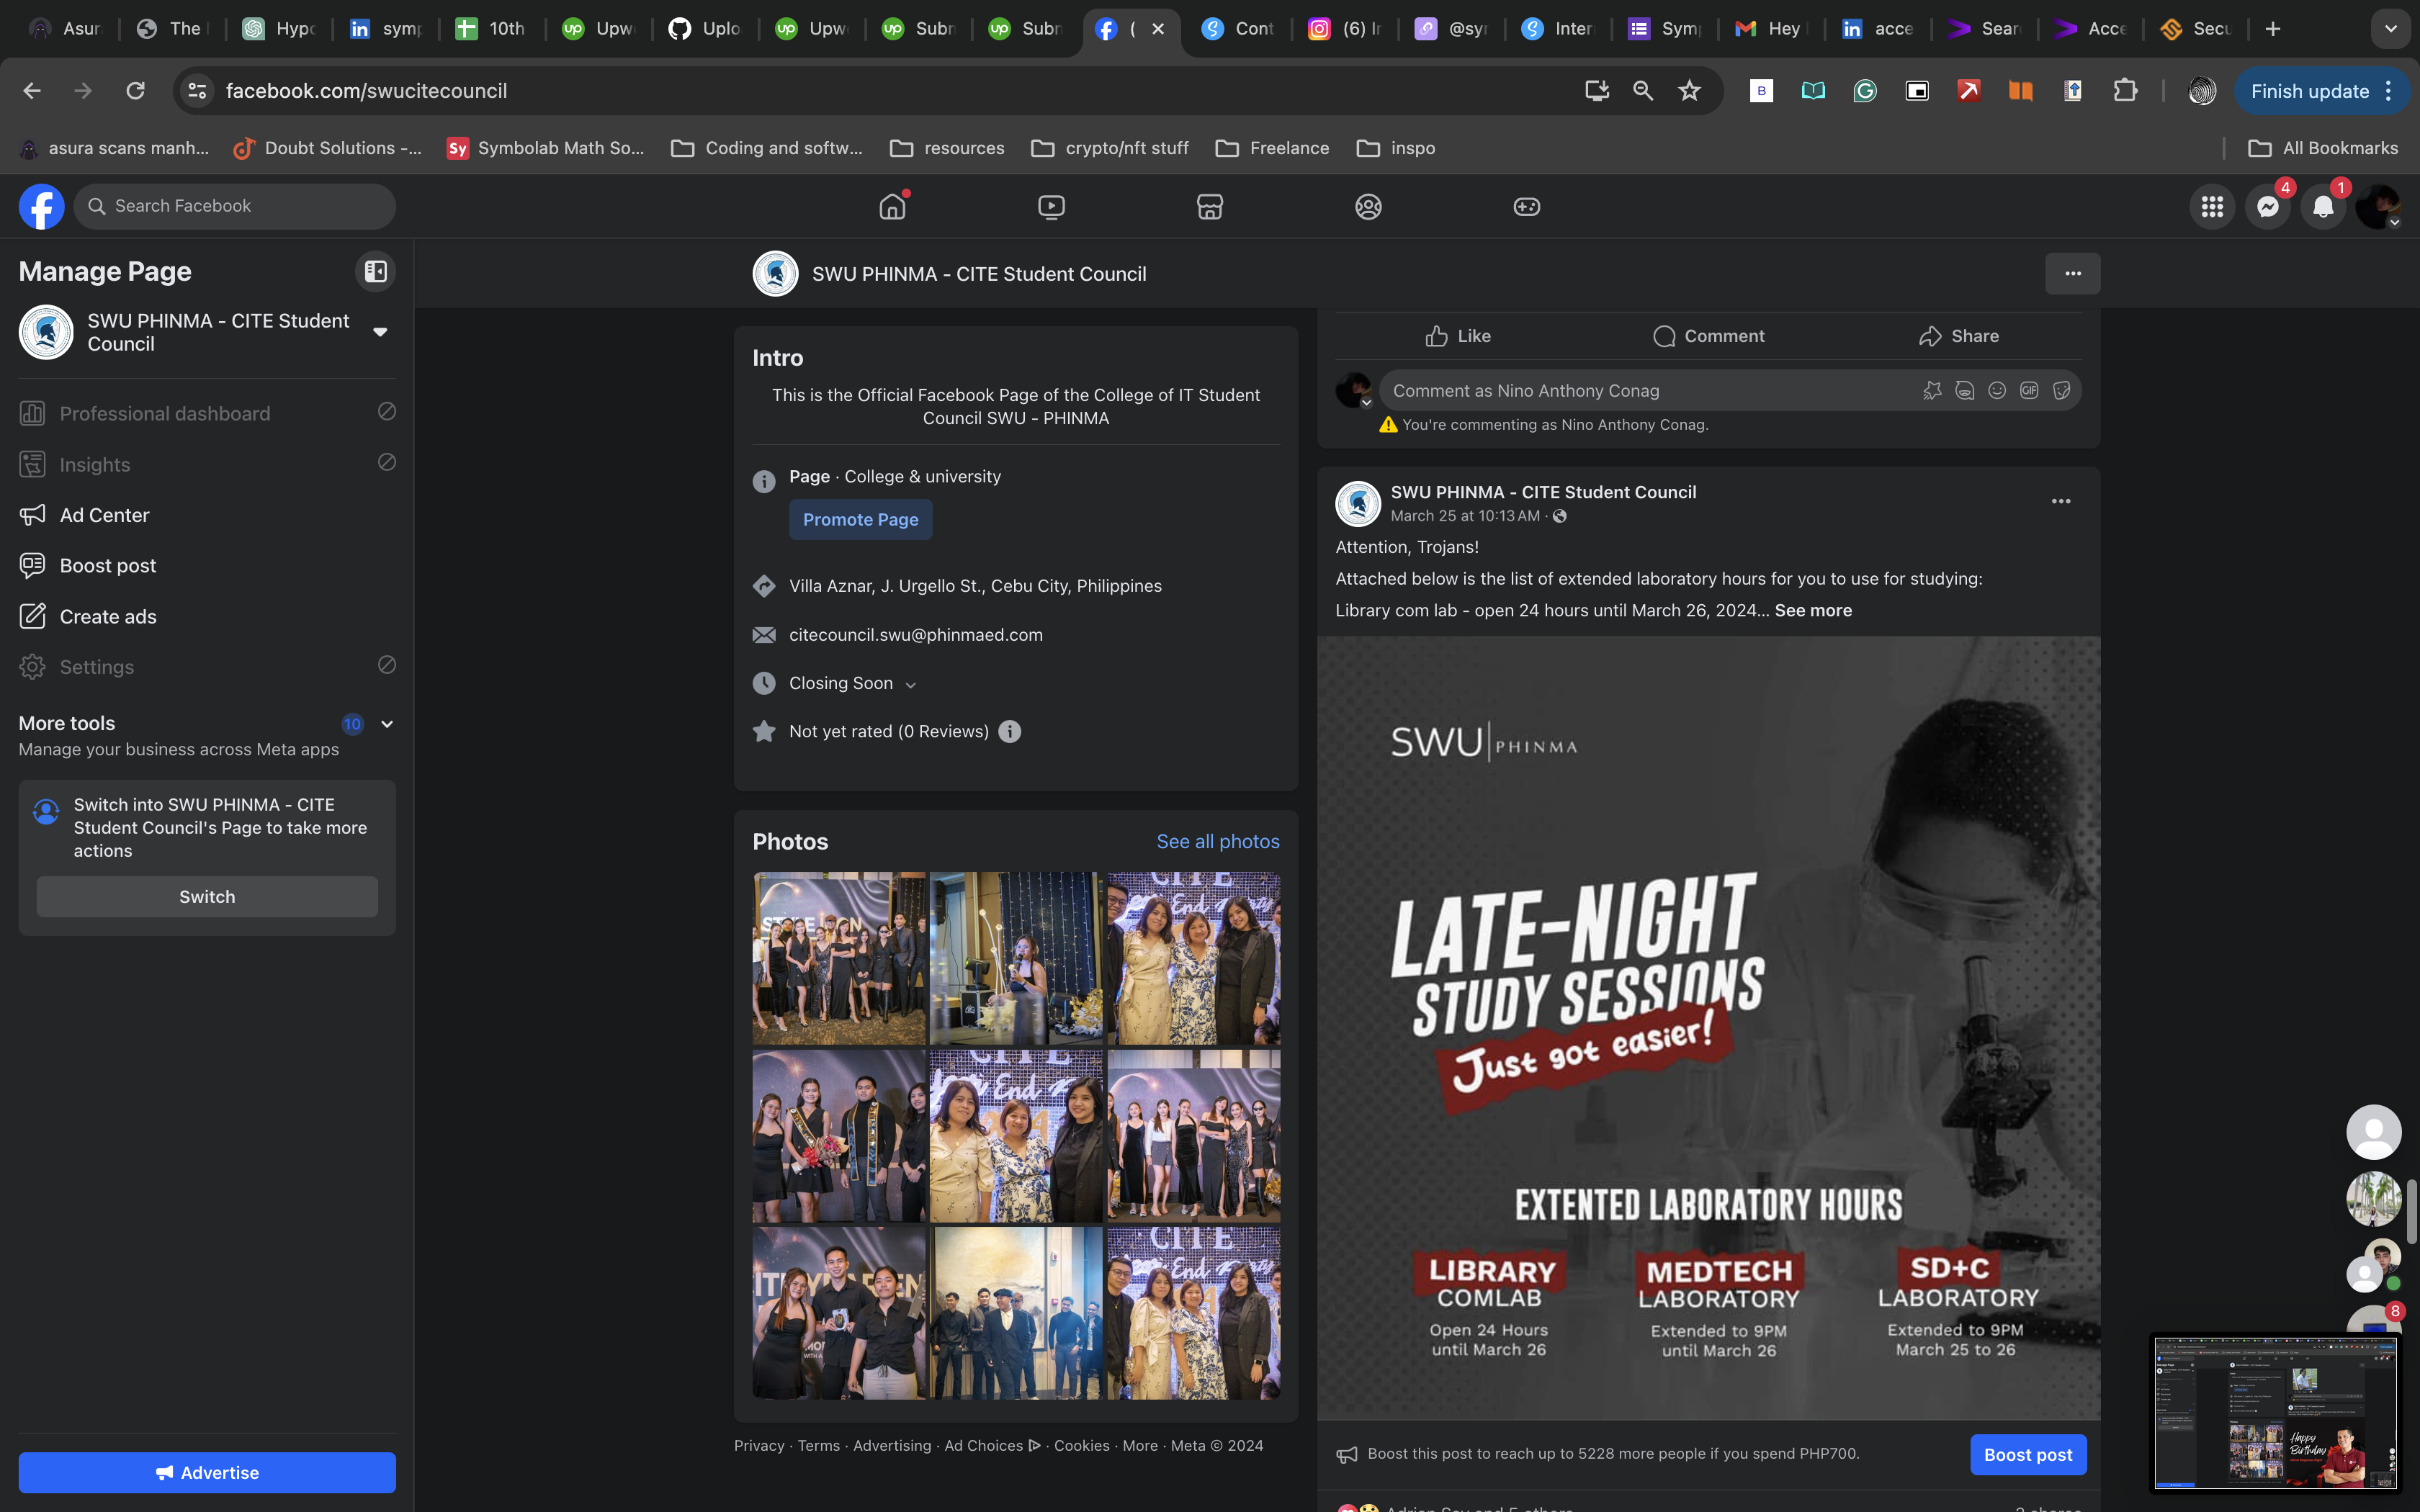 Asur
The
Hypo
sym
10th
Upw
Uplo
Upw
Subn
Subn
(
Cont
(6) Ir
@syr
Inter
Sym
Hey
acce
Sear
Acce
Secu
facebook.com/swucitecouncil
Finish update
asura scans manh...
Doubt Solutions -...
Sy
Symbolab Math So...
Coding and softw...
resources
crypto/nft stuff
Freelance
inspo
All Bookmarks
Search Facebook
4
1
Manage Page
SWU PHINMA - CITE Student
Council
Professional dashboard
Insights
Ad Center
Boost post
Create ads
Settings
More tools
10
Manage your business across Meta apps
Switch into SWU PHINMA - CITE
Student Council's Page to take more
actions
Switch
Advertise
SWU PHINMA - CITE Student Council
Intro
This is the Official Facebook Page of the College of IT Student
Council SWU - PHINMA
Page · College & university
Promote Page
Villa Aznar, J. Urgello St., Cebu City, Philippines
citecouncil.swu@phinmaed.com
Closing Soon
Not yet rated (0 Reviews)
Photos
See all photos
Privacy · Terms · Advertising · Ad Choices · Cookies · More · Meta © 2024
Like
Comment
Share
Comment as Nino Anthony Conag
GIF
You're commenting as Nino Anthony Conag.
SWU PHINMA - CITE Student Council
March 25 at 10:13 AM ·
Attention, Trojans!
Attached below is the list of extended laboratory hours for you to use for studying:
Library com lab - open 24 hours until March 26, 2024... See more
SWU PHINMA
LATE-NIGHT
STUDY SESSIONS
Just got easier!
EXTENTED LABORATORY HOURS
LIBRARY
COMLAB
Open 24 Hours
until March 26
MEDTECH
LABORATORY
Extended to 9PM
until March 26
SD+C
LABORATORY
Extended to 9PM
March 25 to 26
Boost this post to reach up to 5228 more people if you spend PHP700.
Boost post
8
Happy
Birthday